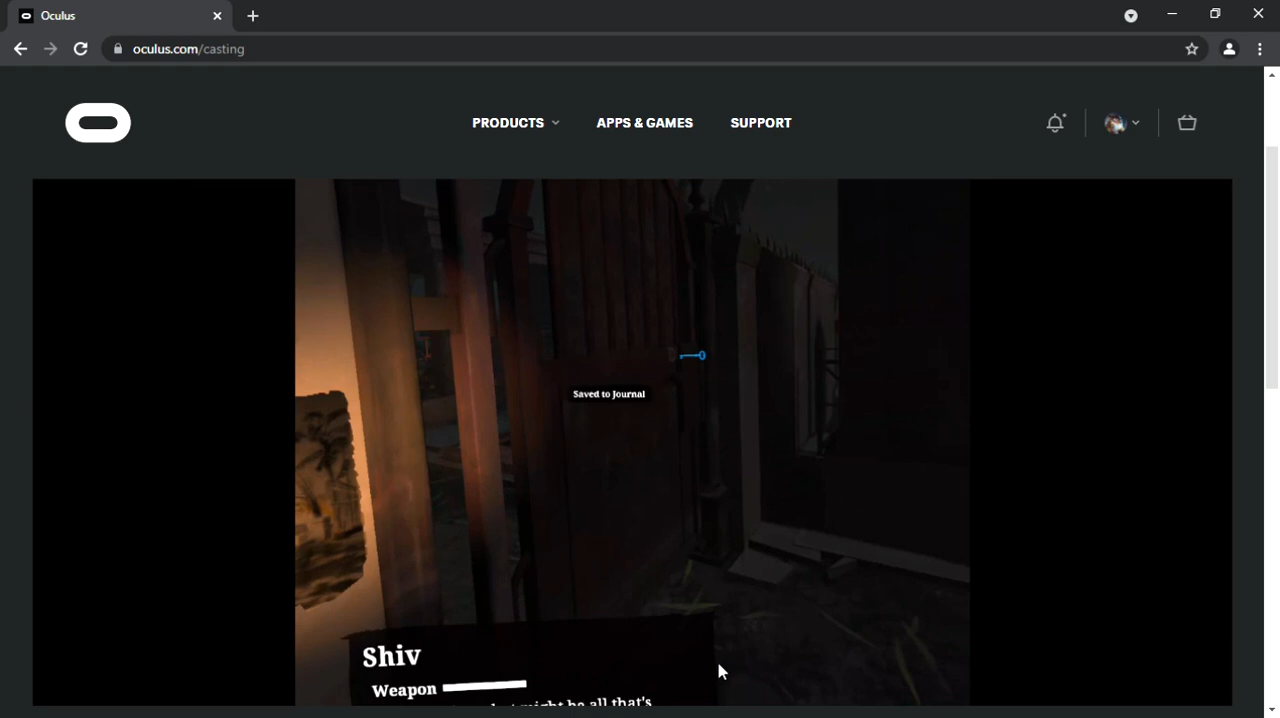 Oculus
oculus.com/casting
PRODUCTS
APPS & GAMES
SUPPORT
Saved to Journal
Shiv
Weapon
might be all that's